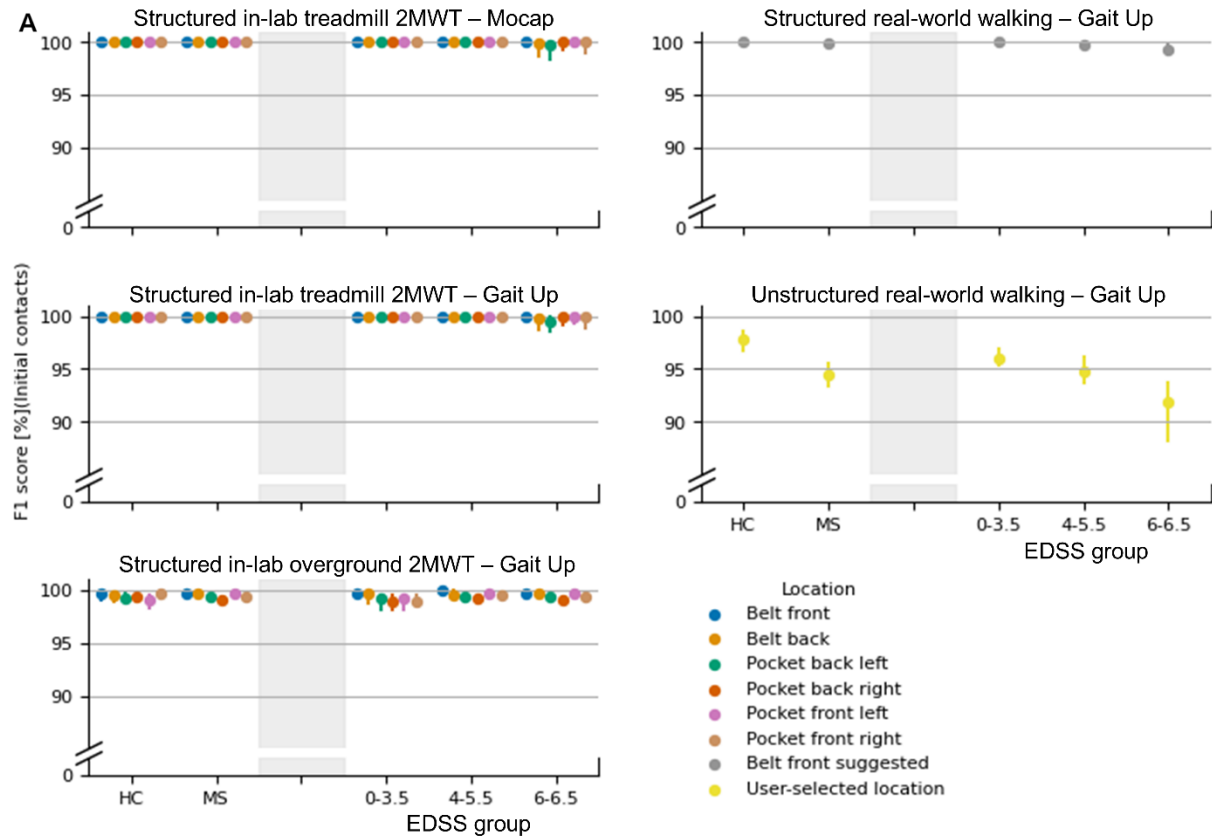 A
Structured in-lab treadmill 2MWT – Mocap
100
95
90
0
Structured real-world walking – Gait Up
100
95
90
0
F1 score [%](Initial contacts)
Structured in-lab treadmill 2MWT – Gait Up
100
95
90
0
Unstructured real-world walking – Gait Up
100
95
90
0
HC MS 0-3.5 4-5.5 6-6.5
EDSS group
Structured in-lab overground 2MWT – Gait Up
100
95
90
0
HC MS 0-3.5 4-5.5 6-6.5
EDSS group
Location
Belt front
Belt back
Pocket back left
Pocket back right
Pocket front left
Pocket front right
Belt front suggested
User-selected location